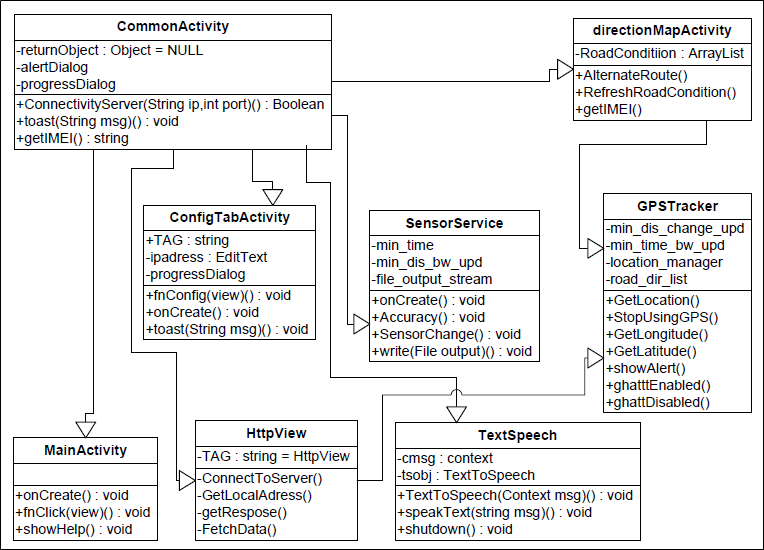 CommonActivity
-returnObject : Object = NULL
-alertDialog
-progressDialog
+ConnectivityServer(String ip,int port)() : Boolean
+toast(String msg)() : void
+getIMEI() : string
directionMapActivity
-RoadConditiion : ArrayList
+AlternateRoute()
+RefreshRoadCondition()
+getIMEI()
ConfigTabActivity
+TAG : string
-ipadress : EditText
-progressDialog
+fnConfig(view)() : void
+onCreate() : void
+toast(String msg)() : void
SensorService
-min_time
-min_dis_bw_upd
-file_output_stream
+onCreate() : void
+Accuracy() : void
+SensorChange() : void
+write(File output)() : void
GPSTracker
-min_dis_change_upd
-min_time_bw_upd
-location_manager
-road_dir_list
+GetLocation()
+StopUsingGPS()
+GetLongitude()
+GetLatitude()
+showAlert()
+ghatttEnabled()
+ghattDisabled()
MainActivity
+onCreate() : void
+fnClick(view)() : void
+showHelp() : void
HttpView
-TAG : string = HttpView
-ConnectToServer()
-GetLocalAdress()
-getRespose()
-FetchData()
TextSpeech
-cmsg : context
-tsobj : TextToSpeech
+TextToSpeech(Context msg)() : void
+speakText(string msg)() : void
+shutdown() : void